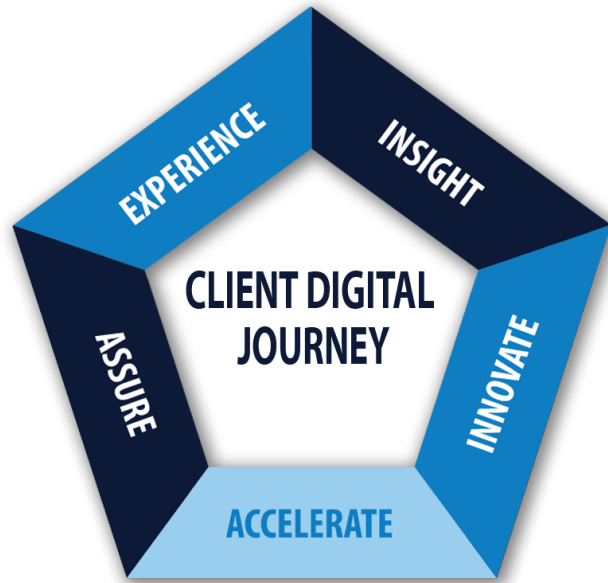 EXPERIENCE
INSIGHT
CLIENT DIGITAL
JOURNEY
ASSURE
INNOVATE
ACCELERATE